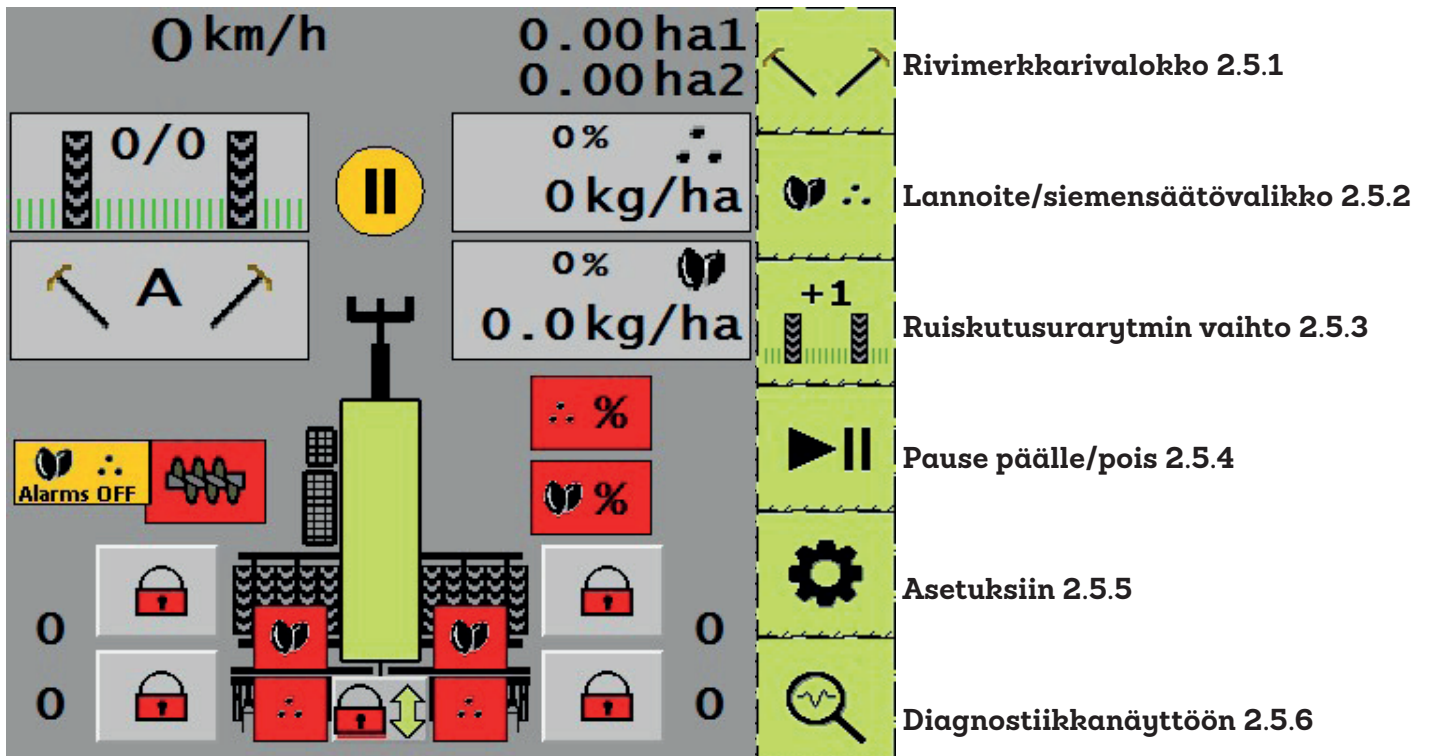 0 km/h
0.00 ha1
0.00 ha2
Rivimerkkarivalokko 2.5.1
0/0
0%
0 kg/ha
Lannoite/siemensäätövalikko 2.5.2
A
0%
0.0 kg/ha
+1
Ruiskutusurarytmin vaihto 2.5.3
%
Alarms OFF
%
Pause päälle/pois 2.5.4
Asetuksiin 2.5.5
0
0
0
0
Diagnostiikkanäyttöön 2.5.6